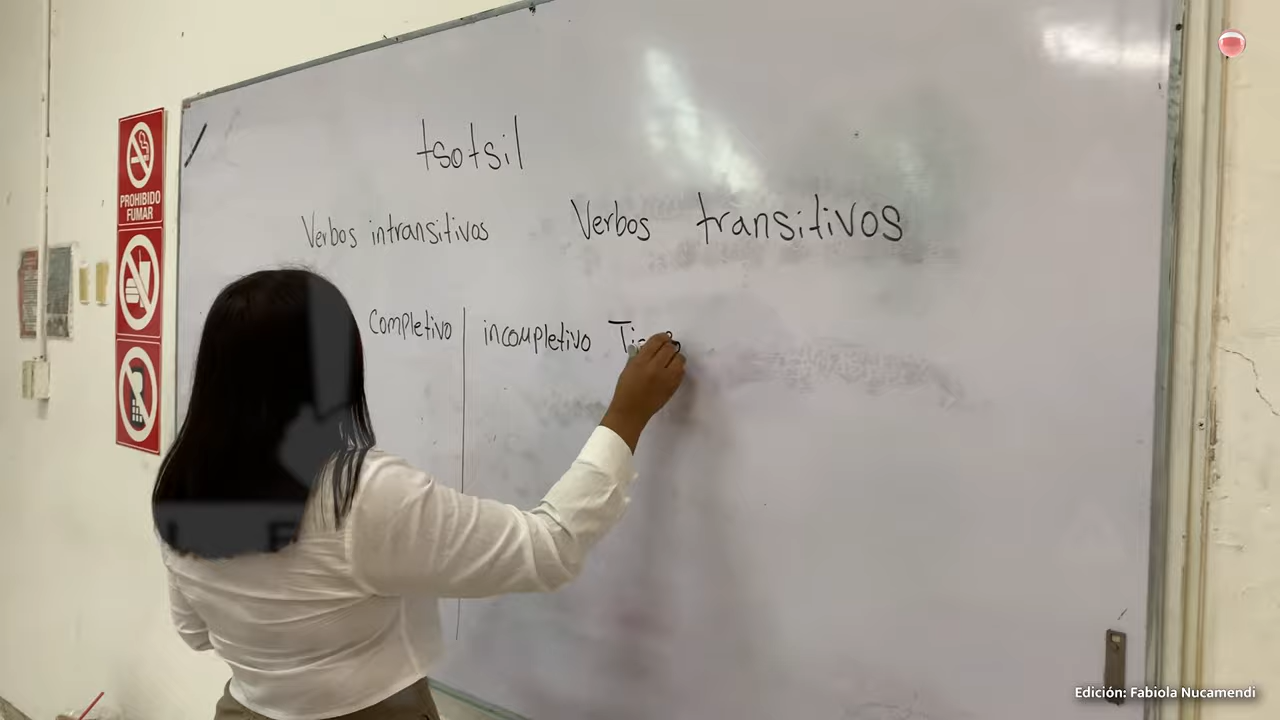 tsotsil
Verbos intransitivos
Verbos transitivos
Completivo
incompletivo
PROHIBIDO
FUMAR
Edición: Fabiola Nucamendi